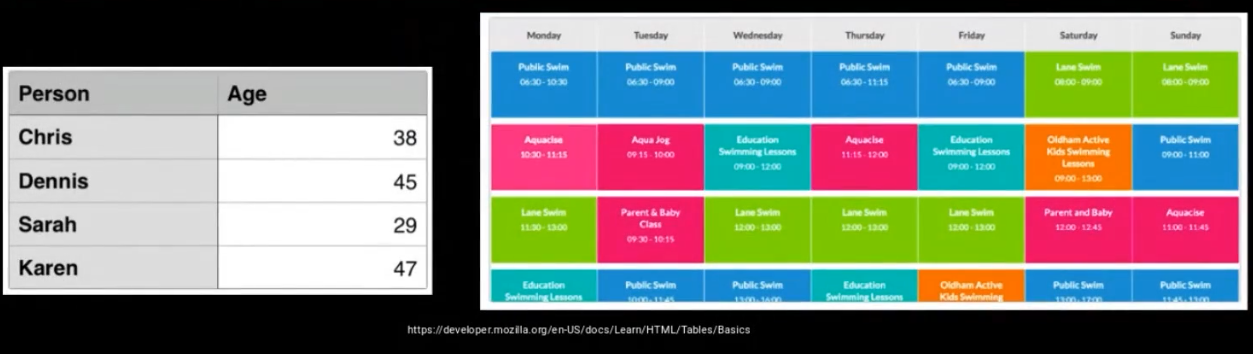 Person Age
Chris 38
Dennis 45
Sarah 29
Karen 47
Monday Tuesday Wednesday Thursday Friday Saturday Sunday
Public Swim Public Swim Public Swim Public Swim Public Swim Lane Swim Lane Swim
06:30 - 10:30 06:30 - 09:00 06:30 - 09:00 06:30 - 11:15 06:30 - 09:00 08:00 - 09:00 08:00 - 09:00
Aquacise Aqua Jog Education Aquacise Education Oldham Active Public Swim
10:30 - 11:15 09:15 - 10:00 Swimming Lessons 11:15 - 12:00 Swimming Lessons Kids Swimming 09:00 - 11:00
09:00 - 12:00 09:00 - 12:00 Lessons
09:00 - 13:00
Lane Swim Parent & Baby Lane Swim Lane Swim Lane Swim Parent and Baby Aquacise
11:30 - 13:00 Class 12:00 - 13:00 12:00 - 13:00 12:00 - 13:00 12:00 - 12:45 11:00 - 11:45
09:30 - 10:15
Education Public Swim Public Swim Education Oldham Active Public Swim Public Swim
Swimming Lessons 10:00 - 11:45 13:00 - 16:00 Swimming Lessons Kids Swimming 13:00 - 17:00 11:45 - 13:00
https://developer.mozilla.org/en-US/docs/Learn/HTML/Tables/Basics